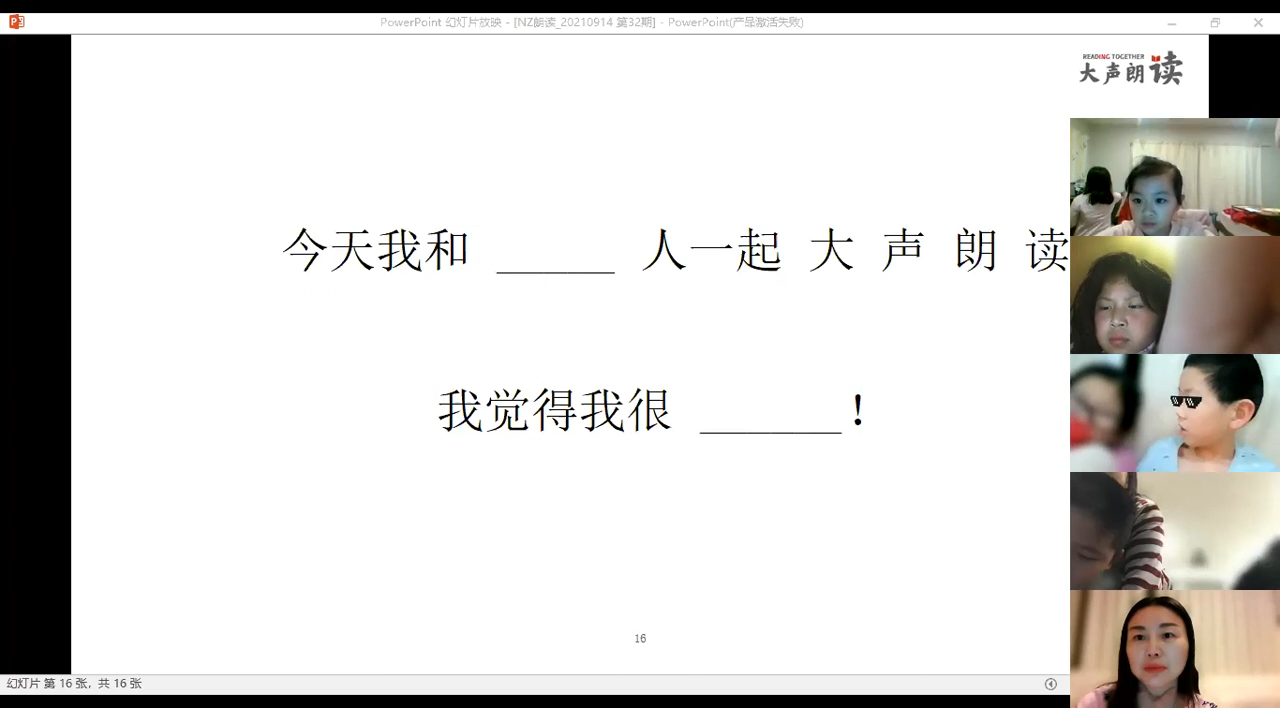 PowerPoint 幻灯片放映 - [NZ朗读_20210914 第32期] - PowerPoint(产品激活失败)
READING TOGETHER
大声朗读
今天我和 _____ 人一起 大 声 朗 读
我觉得我很 ______！
16
幻灯片 第 16 张，共 16 张